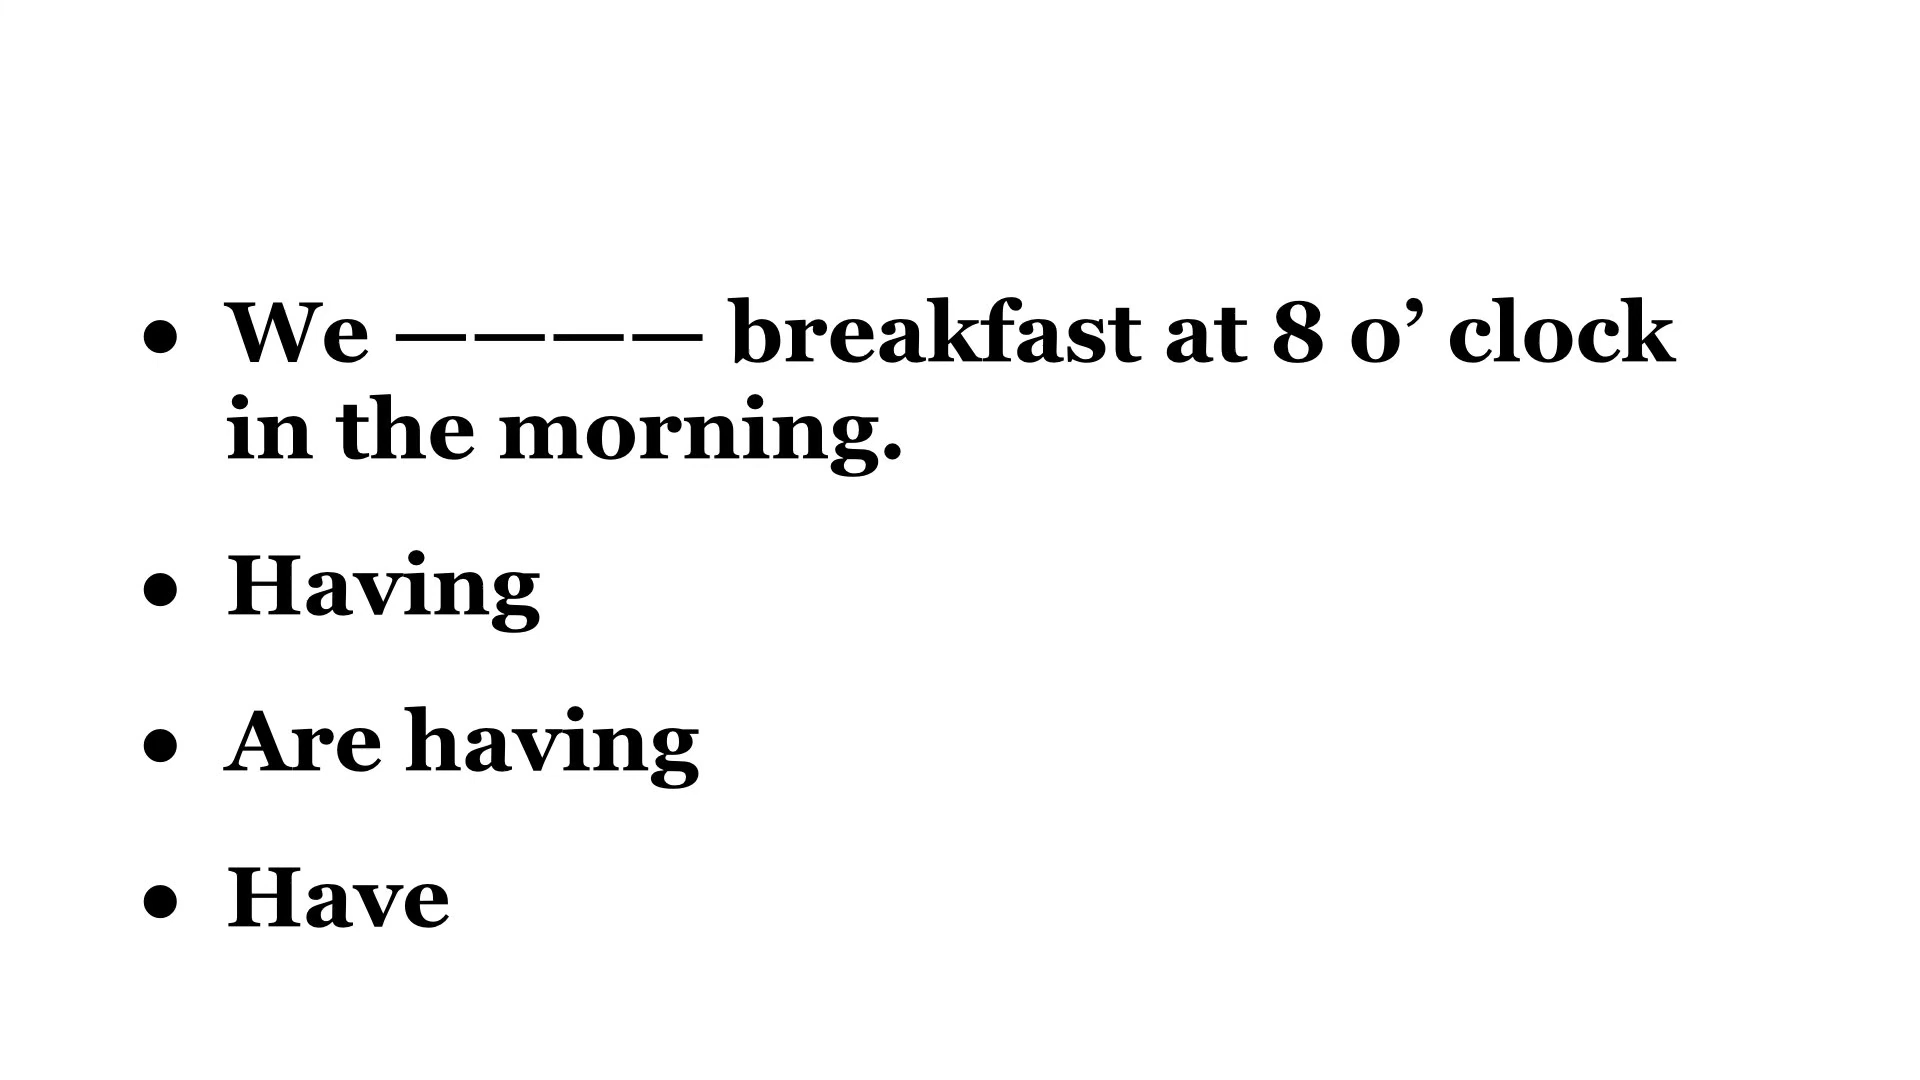 • We ———— breakfast at 8 o’ clock
in the morning.
• Having
• Are having
• Have